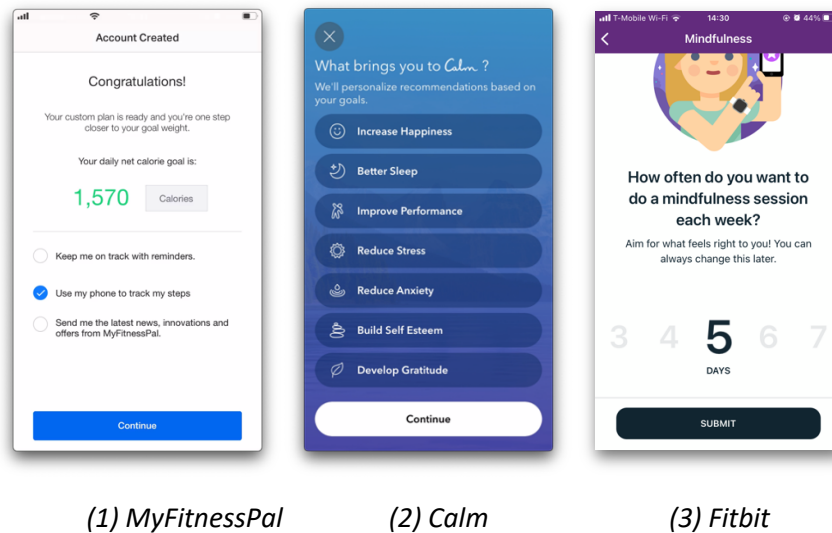 Account Created
Congratulations!
Your custom plan is ready and you're one step
closer to your goal weight.
Your daily net calorie goal is:
1,570
Calories
Keep me on track with reminders.
Use my phone to track my steps
Send me the latest news, innovations and
offers from MyFitnessPal.
Continue
What brings you to Calm ?
We'll personalize recommendations based on
your goals.
Increase Happiness
Better Sleep
Improve Performance
Reduce Stress
Reduce Anxiety
Build Self Esteem
Develop Gratitude
Continue
T-Mobile Wi-Fi 14:30 44%
Mindfulness
How often do you want to
do a mindfulness session
each week?
Aim for what feels right to you! You can
always change this later.
3 4 5 6 7
DAYS
SUBMIT
(1) MyFitnessPal (2) Calm (3) Fitbit